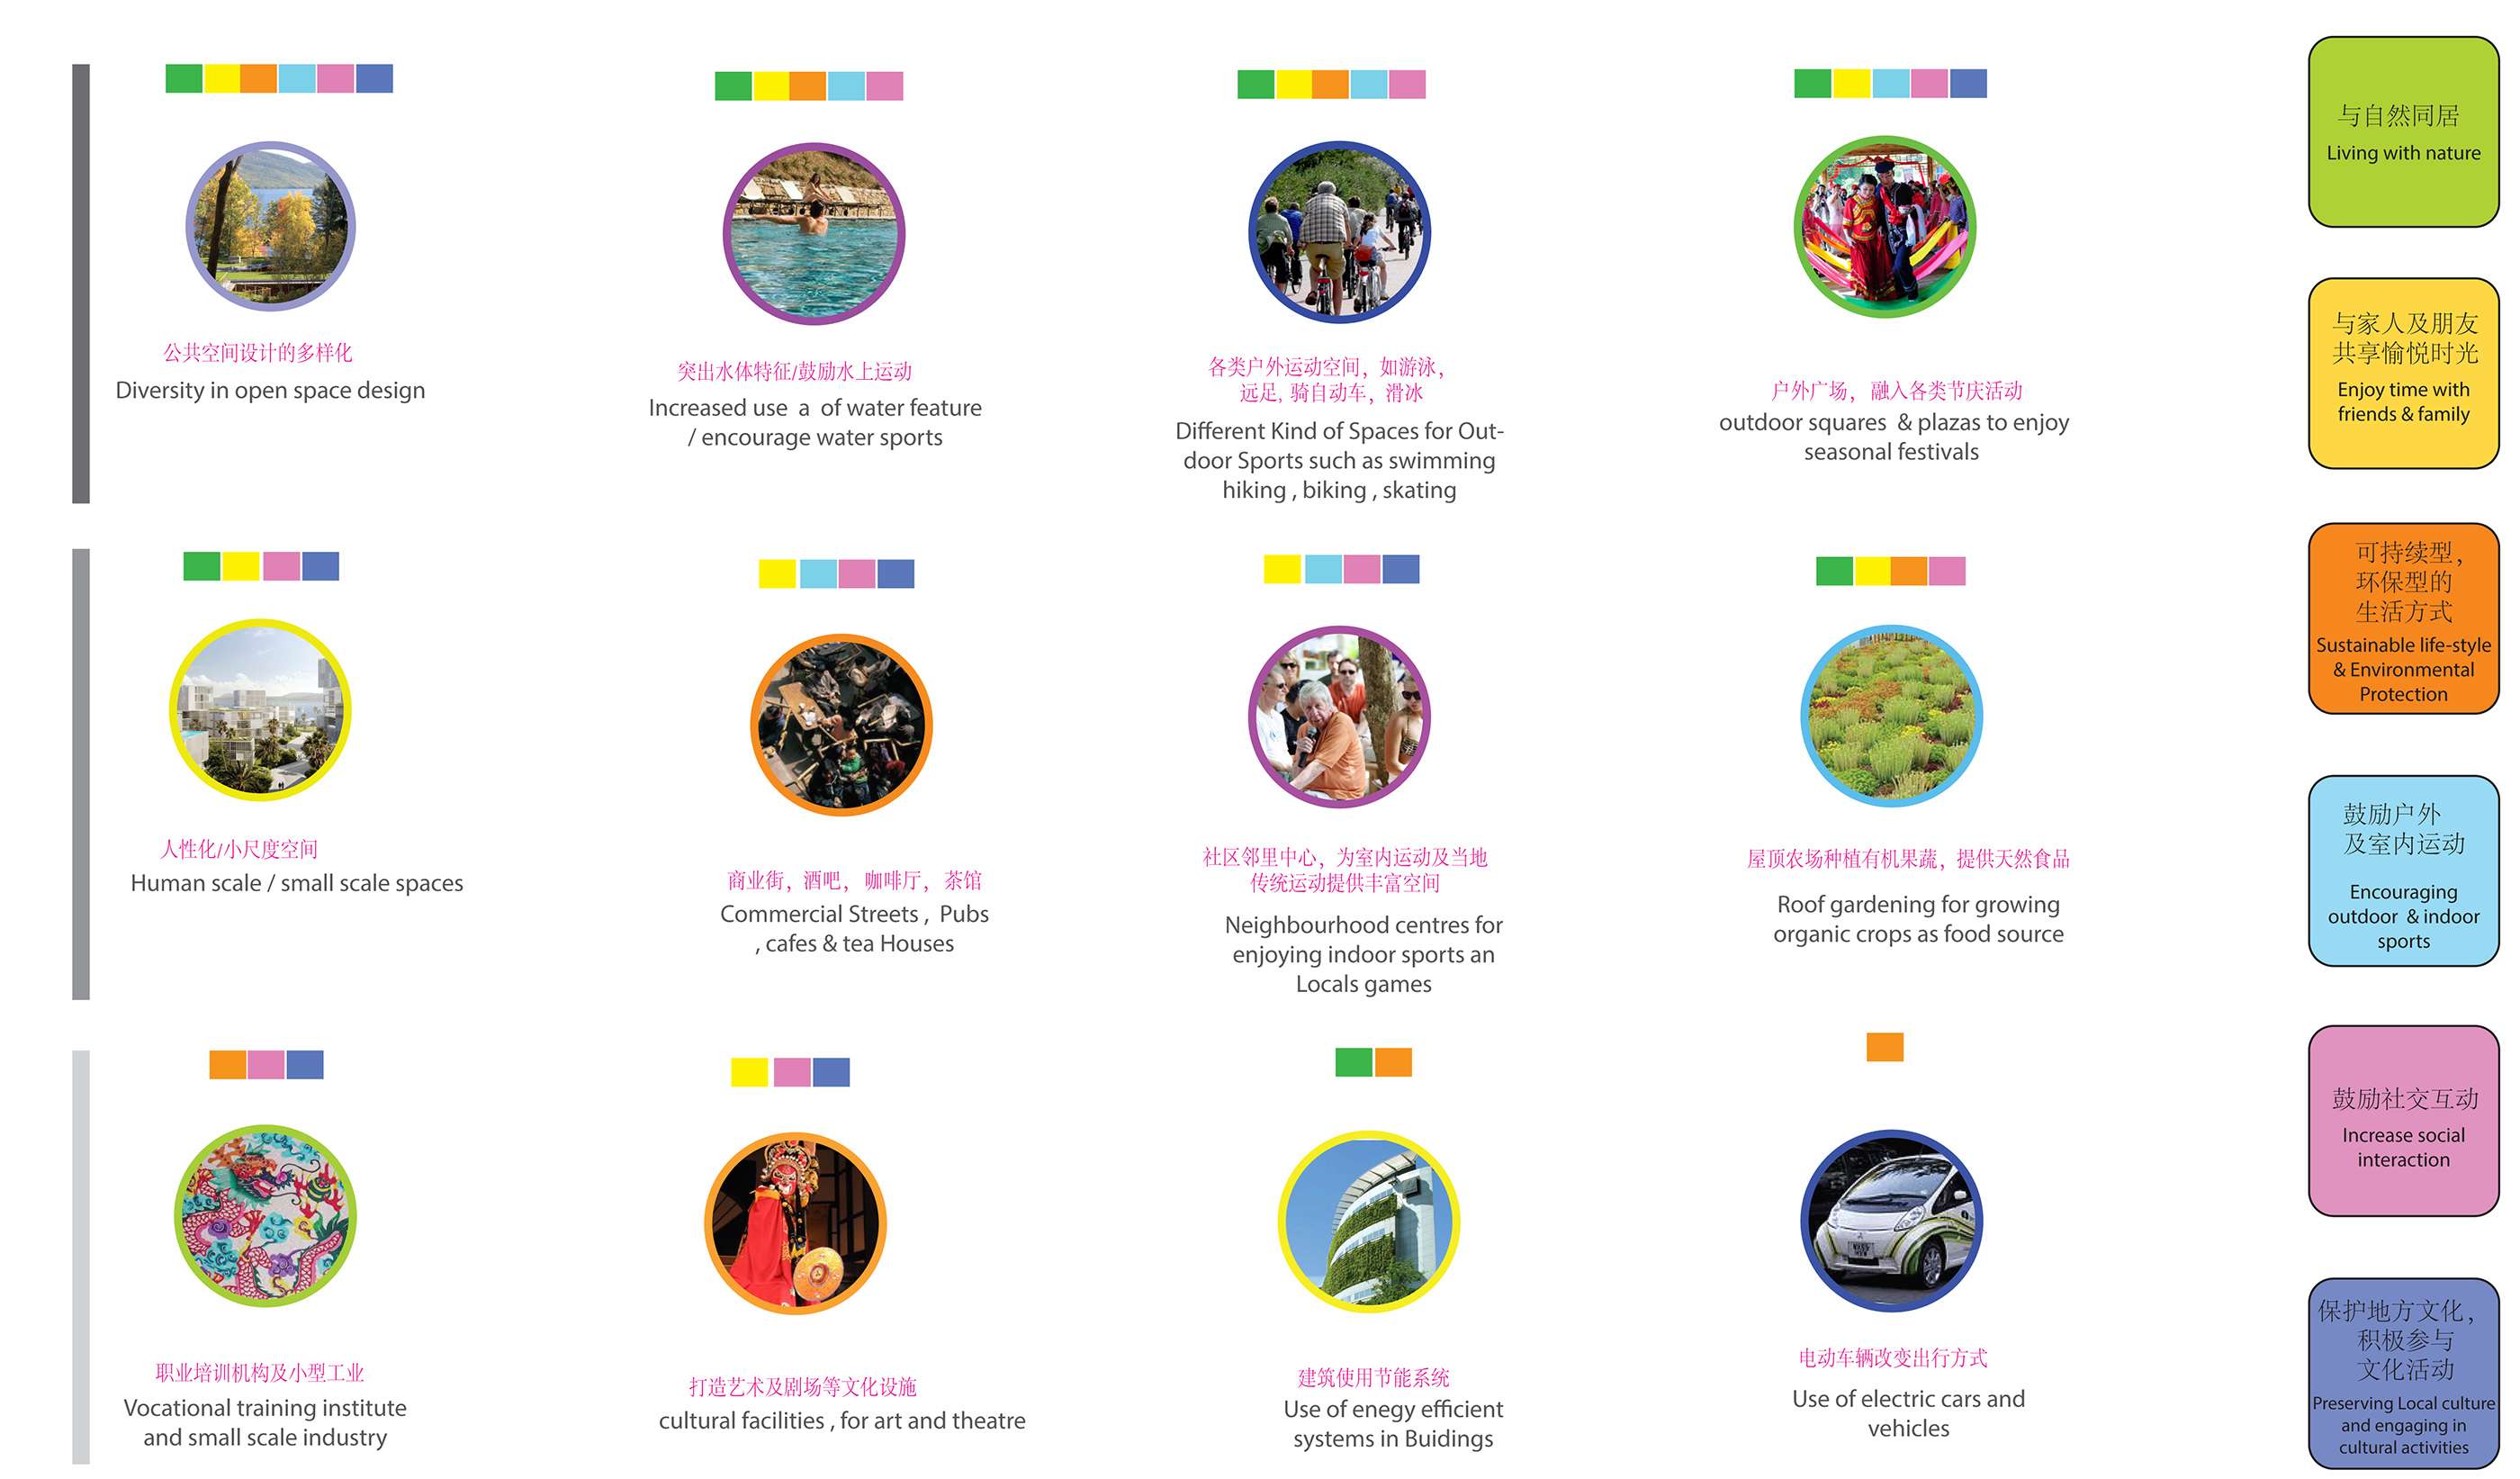 公共空间设计的多样化
Diversity in open space design
突出水体特征/鼓励水上运动
Increased use a of water feature
/ encourage water sports
各类户外运动空间，如游泳，
远足, 骑自动车，滑冰
Different Kind of Spaces for Out-
door Sports such as swimming
hiking , biking , skating
户外广场，融入各类节庆活动
outdoor squares & plazas to enjoy
seasonal festivals
人性化/小尺度空间
Human scale / small scale spaces
商业街，酒吧，咖啡厅，茶馆
Commercial Streets , Pubs
, cafes & tea Houses
社区邻里中心，为室内运动及当地
传统运动提供丰富空间
Neighbourhood centres for
enjoying indoor sports an
Locals games
屋顶农场种植有机果蔬，提供天然食品
Roof gardening for growing
organic crops as food source
职业培训机构及小型工业
Vocational training institute
and small scale industry
打造艺术及剧场等文化设施
cultural facilities , for art and theatre
建筑使用节能系统
Use of enegy efficient
systems in Buidings
电动车辆改变出行方式
Use of electric cars and
vehicles
与自然同居
Living with nature
与家人及朋友
共享愉悦时光
Enjoy time with
friends & family
可持续型，
环保型的
生活方式
Sustainable life-style
& Environmental
Protection
鼓励户外
及室内运动
Encouraging
outdoor & indoor
sports
鼓励社交互动
Increase social
interaction
保护地方文化，
积极参与
文化活动
Preserving Local culture
and engaging in
cultural activities